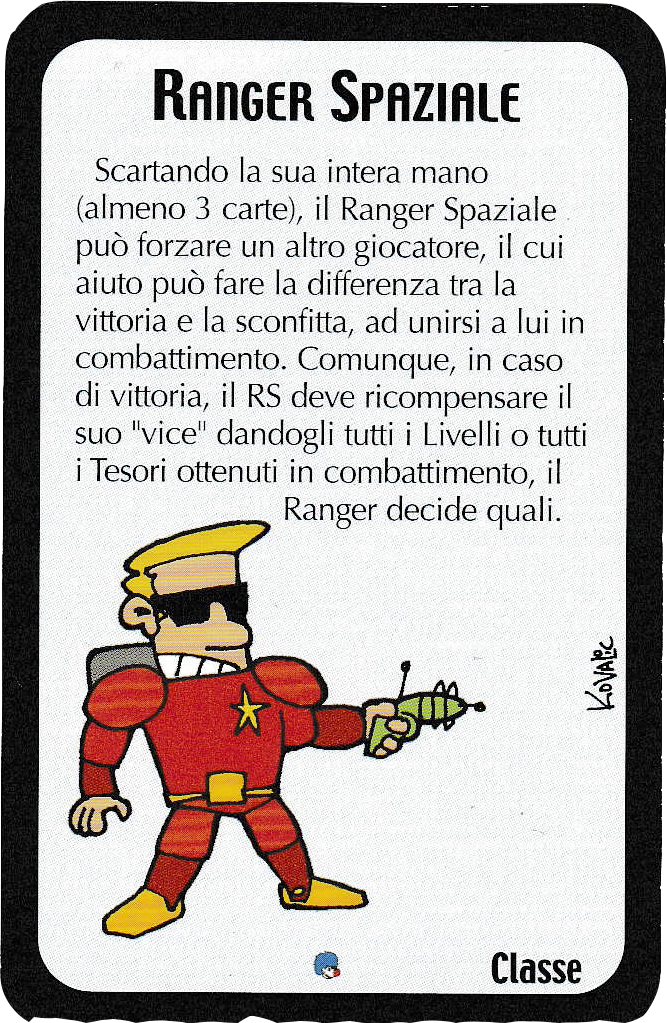 RANGER SPAZIALE
Scartando la sua intera mano
(almeno 3 carte), il Ranger Spaziale
può forzare un altro giocatore, il cui
aiuto può fare la differenza tra la
vittoria e la sconfitta, ad unirsi a lui in
combattimento. Comunque, in caso
di vittoria, il RS deve ricompensare il
suo "vice" dandogli tutti i Livelli o tutti
i Tesori ottenuti in combattimento, il
Ranger decide quali.
KOVALIC
Classe